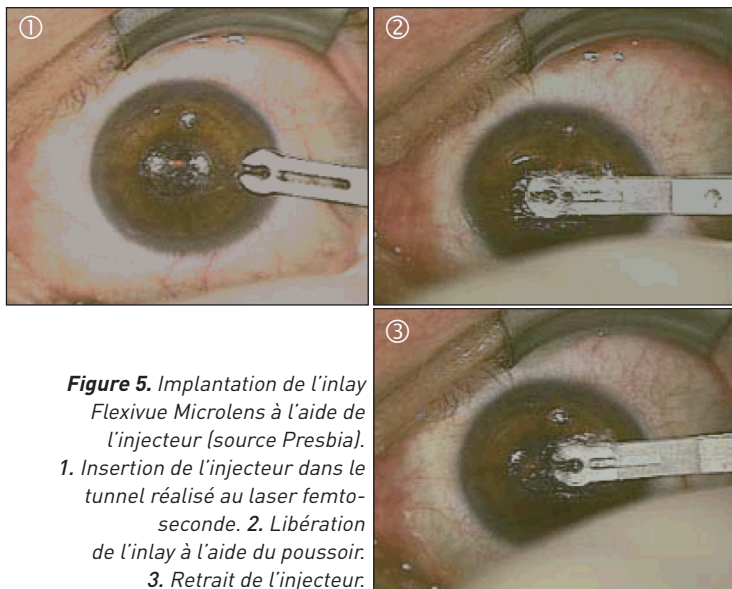 ①
②
③
Figure 5. Implantation de l'inlay
Flexivue Microlens à l'aide de
l'injecteur (source Presbia).
1. Insertion de l'injecteur dans le
tunnel réalisé au laser femto-
seconde. 2. Libération
de l'inlay à l'aide du poussoir.
3. Retrait de l'injecteur.